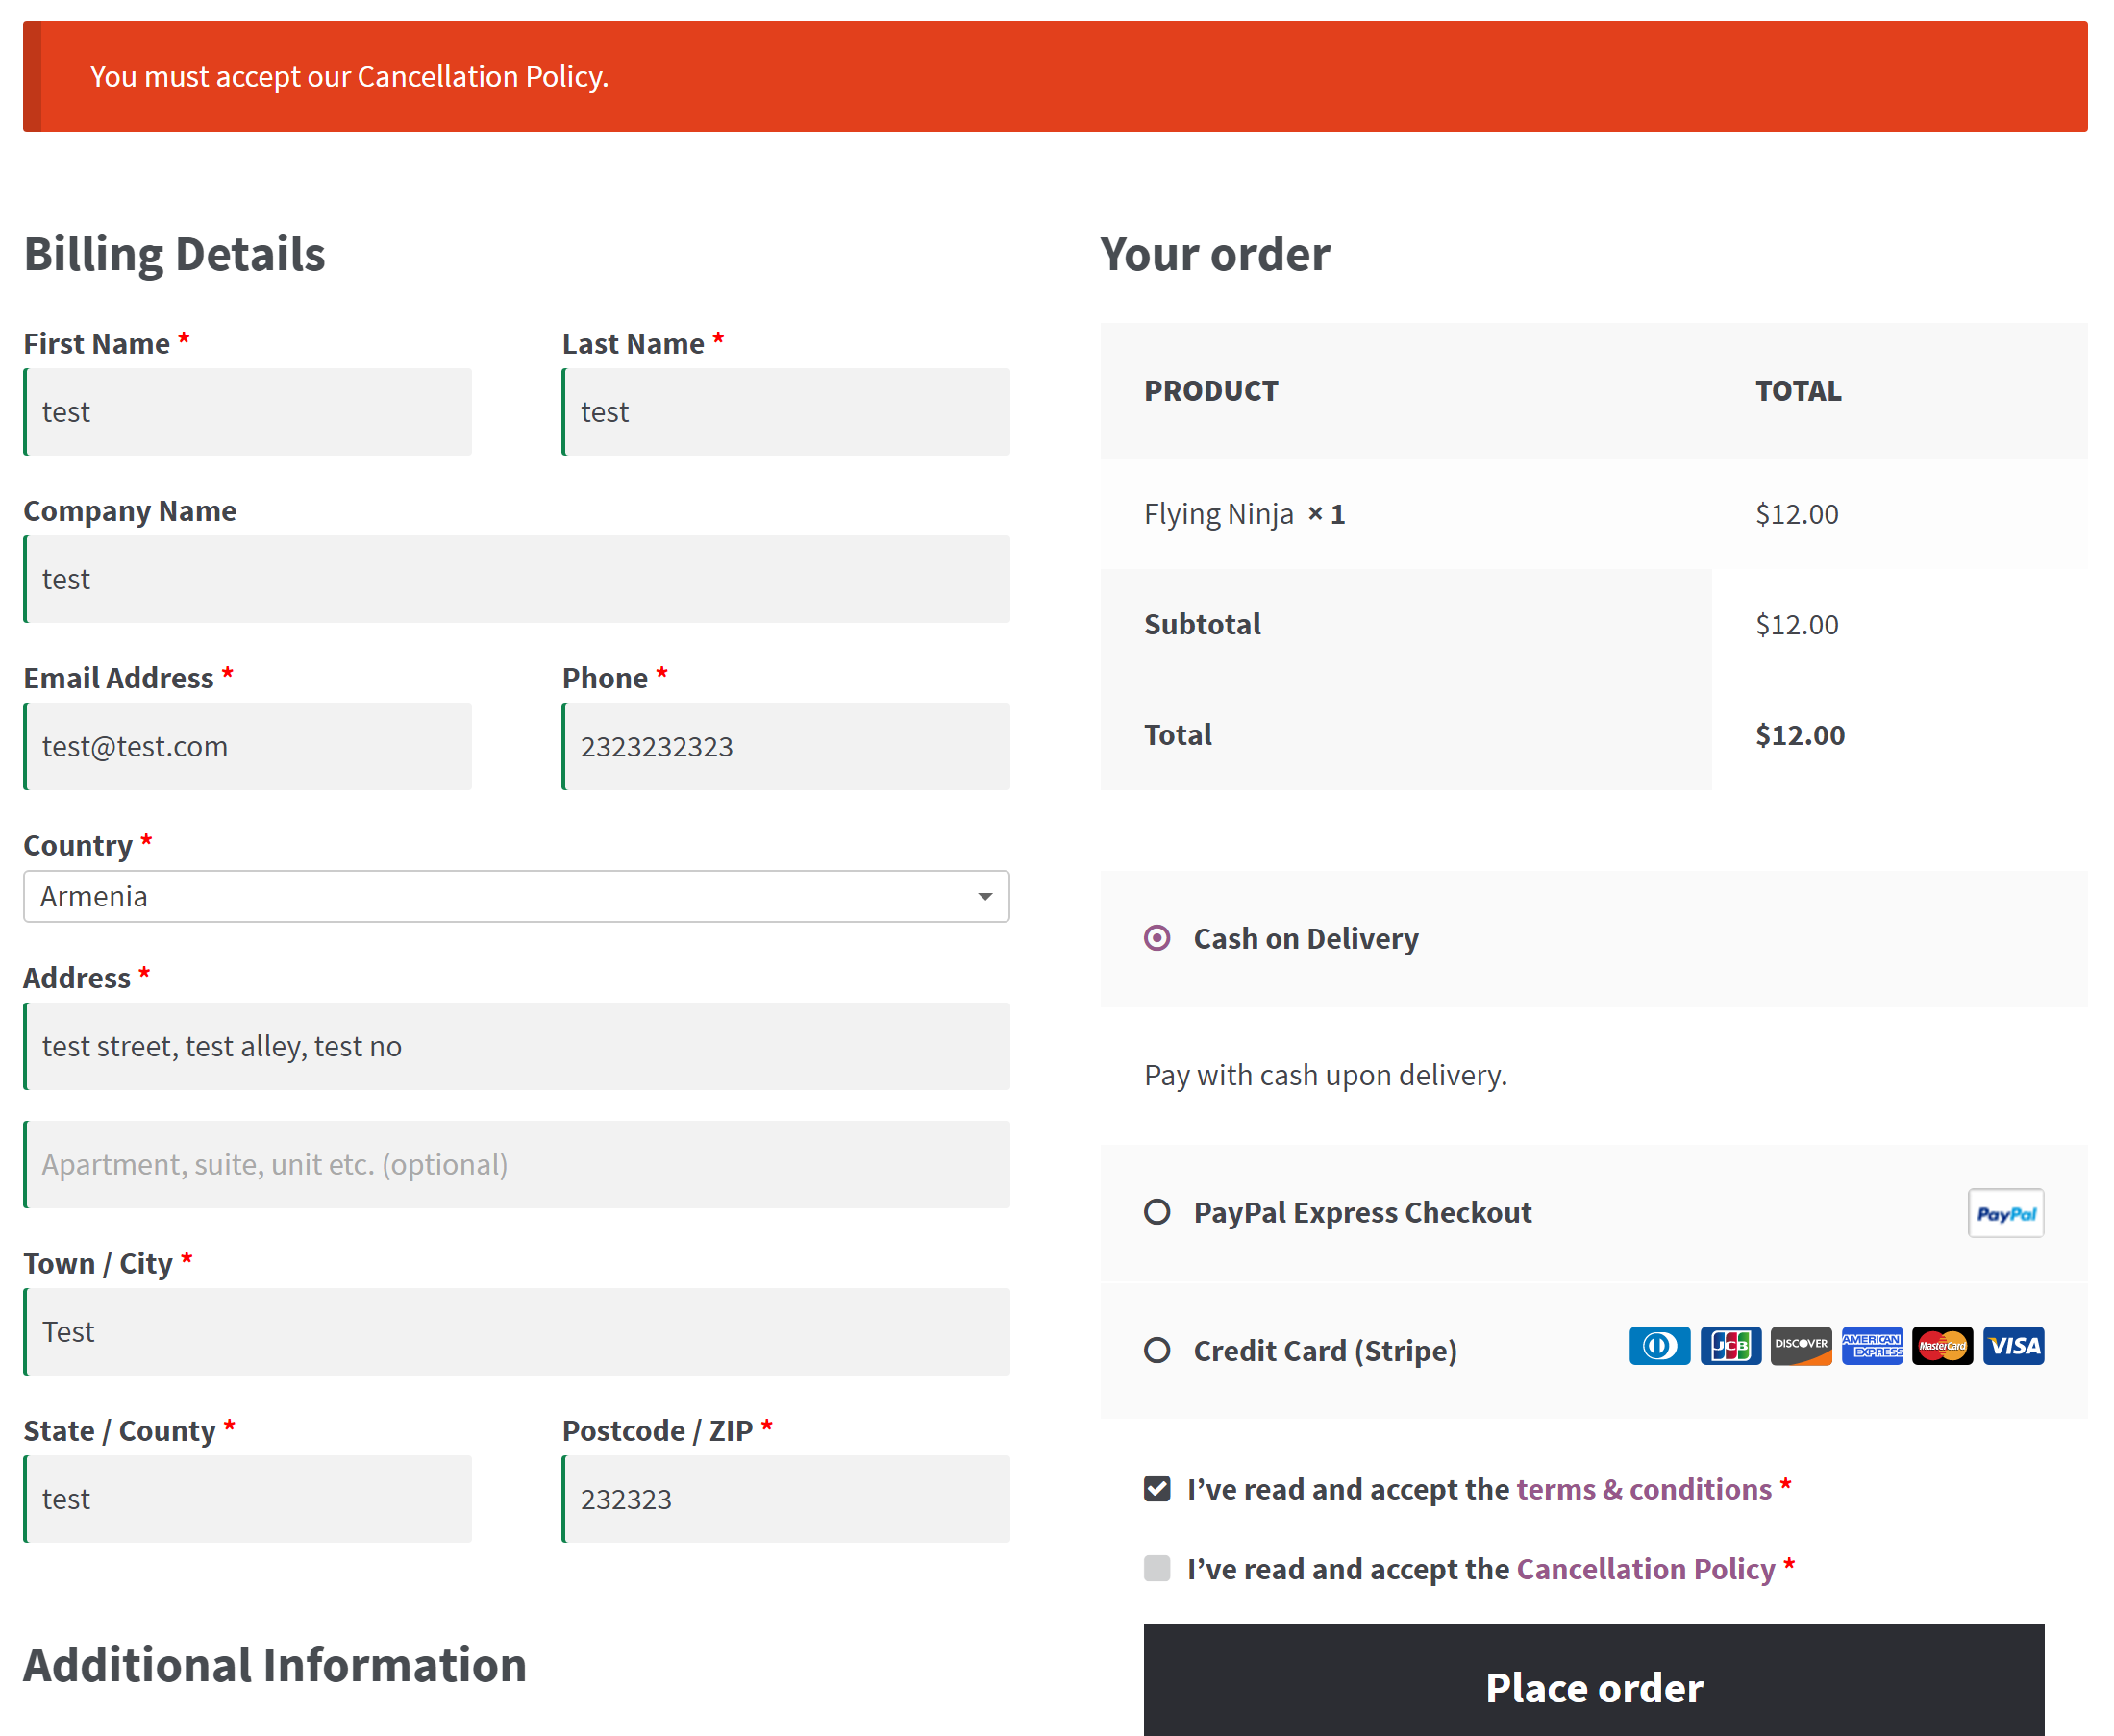 You must accept our Cancellation Policy.
Billing Details
First Name *
Last Name *
test
test
Company Name
test
Email Address *
Phone *
test@test.com
2323232323
Country *
Armenia
Address *
test street, test alley, test no
Apartment, suite, unit etc. (optional)
Town / City *
Test
State / County *
Postcode / ZIP *
test
232323
Additional Information
Your order
PRODUCT TOTAL
Flying Ninja × 1 $12.00
Subtotal $12.00
Total $12.00
Cash on Delivery
Pay with cash upon delivery.
PayPal Express Checkout PayPal
Credit Card (Stripe) JCB DISCOVER AMERICAN EXPRESS MasterCard VISA
I’ve read and accept the terms & conditions *
I’ve read and accept the Cancellation Policy *
Place order